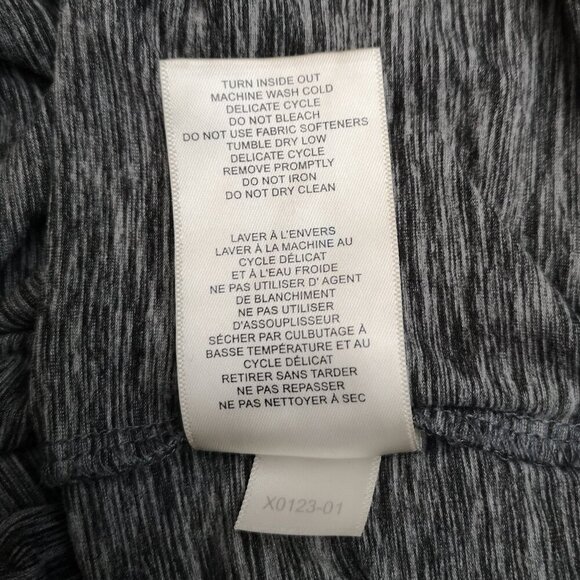 TURN INSIDE OUT
MACHINE WASH COLD
DELICATE CYCLE
DO NOT BLEACH
DO NOT USE FABRIC SOFTENERS
TUMBLE DRY LOW
DELICATE CYCLE
REMOVE PROMPTLY
DO NOT IRON
DO NOT DRY CLEAN
LAVER À L'ENVERS
LAVER À LA MACHINE AU
CYCLE DÉLICAT
ET À L'EAU FROIDE
NE PAS UTILISER D' AGENT
DE BLANCHIMENT
NE PAS UTILISER
D'ASSOUPLISSEUR
SÉCHER PAR CULBUTAGE À
BASSE TEMPÉRATURE ET AU
CYCLE DÉLICAT
RETIRER SANS TARDER
NE PAS REPASSER
NE PAS NETTOYER À SEC
X0123-01